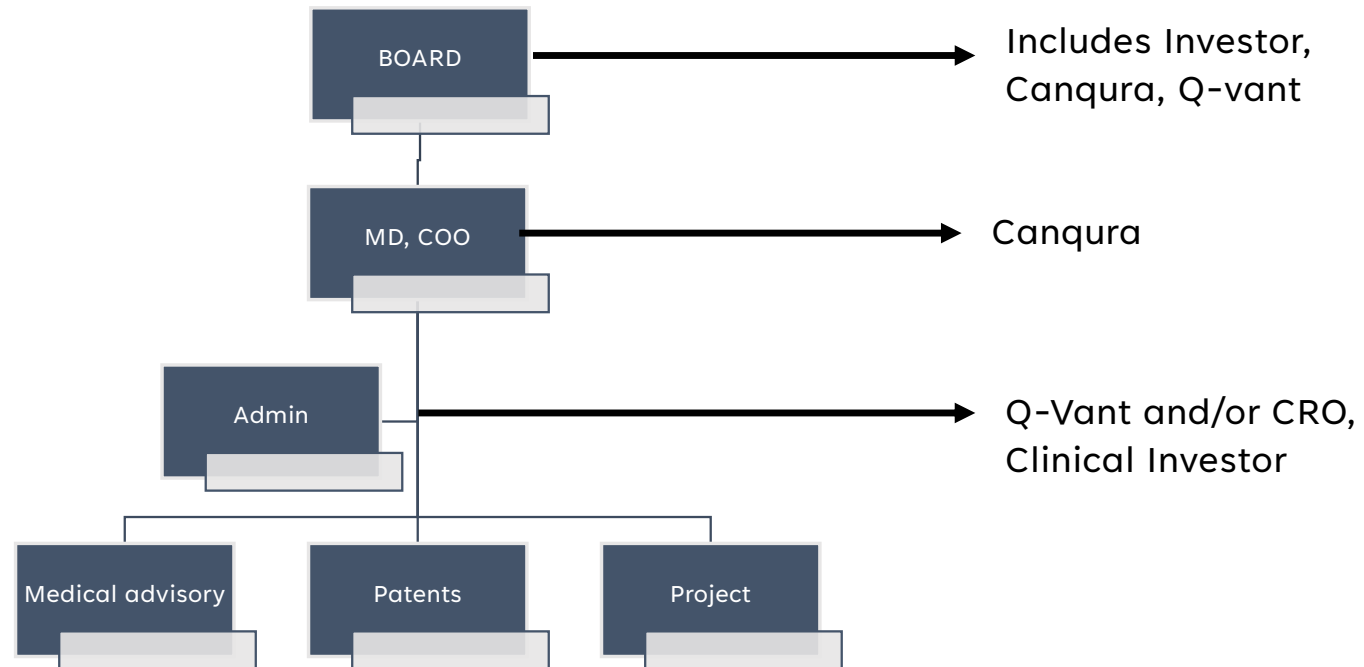 BOARD
Includes Investor,
Canqura, Q-vant
MD, COO
Canqura
Admin
Q-Vant and/or CRO,
Clinical Investor
Medical advisory
Patents
Project